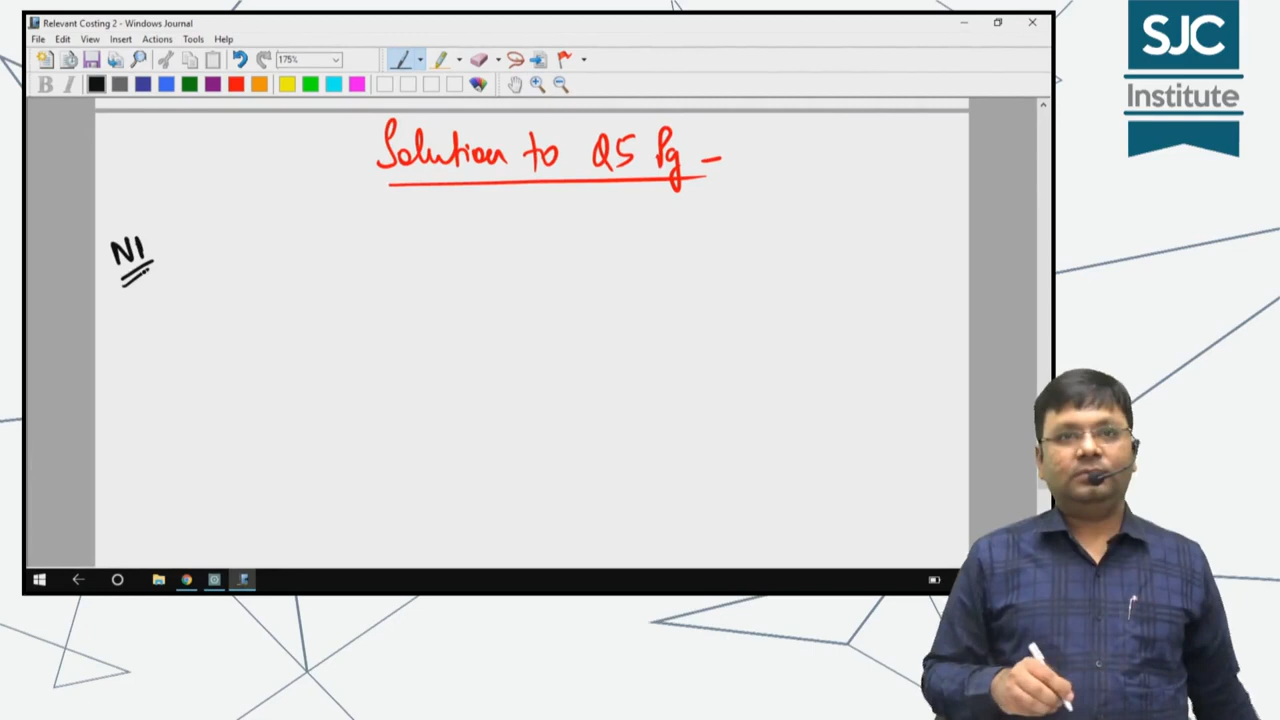 Relevant Costing 2 - Windows Journal
File Edit View Insert Actions Tools Help
175%
B I
Solution to Q5 Pg -
N1
SJC
Institute